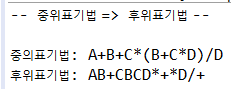 -- 중위표기법 => 후위표기법 --
중의표기법: A+B+C*(B+C*D)/D
후위표기법: AB+CBCD*+*D/+